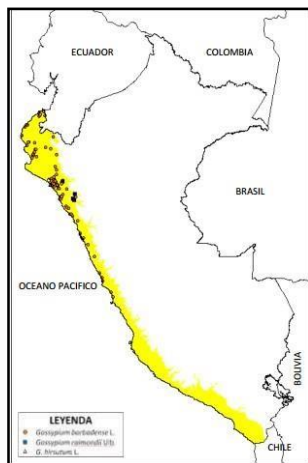 ECUADOR
COLOMBIA
BRASIL
OCEANO PACIFICO
BOLIVIA
LEYENDA
Gossypium barbadense L.
Gossypium raimondii Ulb.
G. hirsutum L.
CHILE